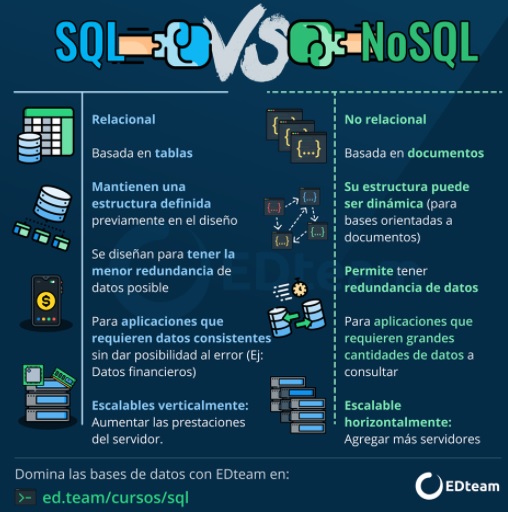 SQL VS NoSQL
Relacional
Basada en tablas
Mantienen una
estructura definida
previamente en el diseño
Se diseñan para tener la
menor redundancia de
datos posible
Para aplicaciones que
requieren datos consistentes
sin dar posibilidad al error (Ej:
Datos financieros)
Escalables verticalmente:
Aumentar las prestaciones
del servidor.
No relacional
Basada en documentos
Su estructura puede
ser dinámica (para
bases orientadas a
documentos)
Permite tener
redundancia de datos
Para aplicaciones que
requieren grandes
cantidades de datos a
consultar
Escalable
horizontalmente:
Agregar más servidores
EDteam
Domina las bases de datos con EDteam en:
ed.team/cursos/sql
EDteam